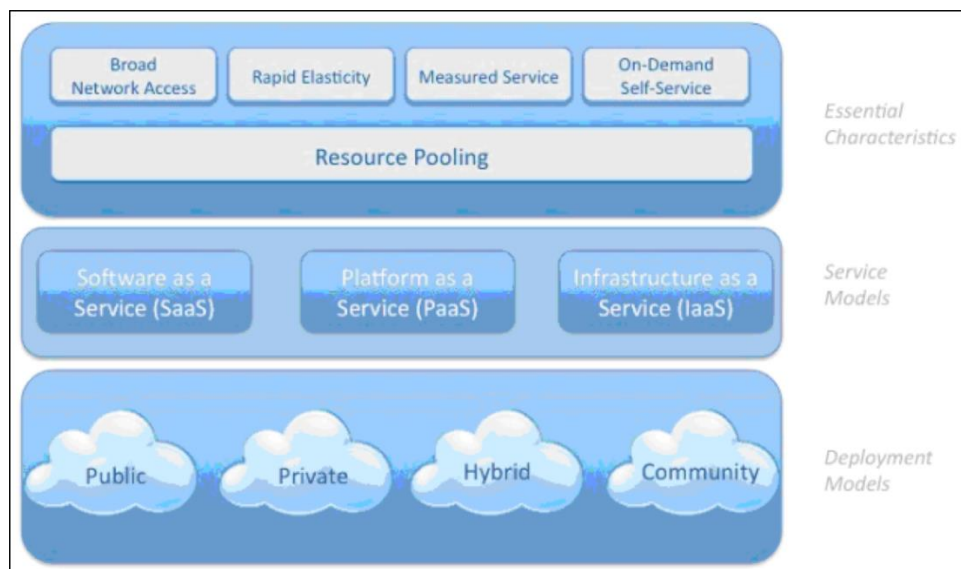 Broad
Network Access
Rapid Elasticity
Measured Service
On-Demand
Self-Service
Essential
Characteristics
Resource Pooling
Software as a
Service (SaaS)
Platform as a
Service (PaaS)
Infrastructure as a
Service (IaaS)
Service
Models
Public
Private
Hybrid
Community
Deployment
Models